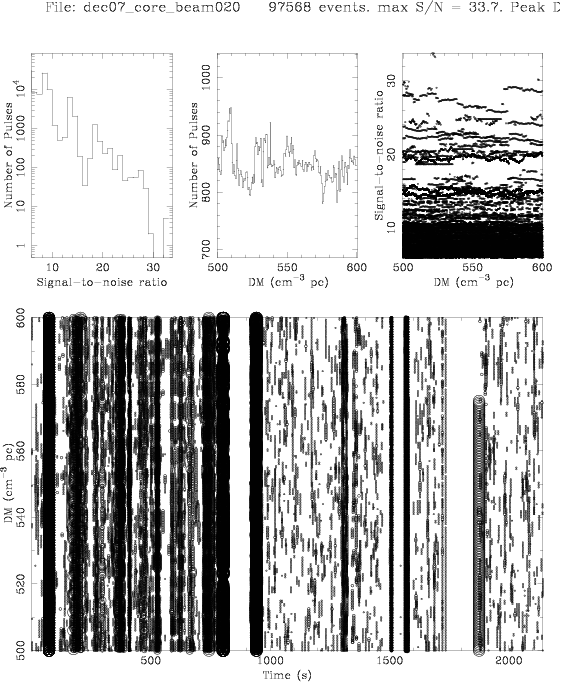 File: dec07_core_beam020 97568 events. max S/N = 33.7. Peak D
Number of Pulses
1 10 100 1000 10^4
10 20 30
Signal-to-noise ratio
Number of Pulses
700 800 900 1000
500 550 600
DM (cm^-3 pc)
Signal-to-noise ratio
10 20 30
500 550 600
DM (cm^-3 pc)
DM (cm^-3 pc)
500 520 540 560 580 600
500 1000 1500 2000
Time (s)